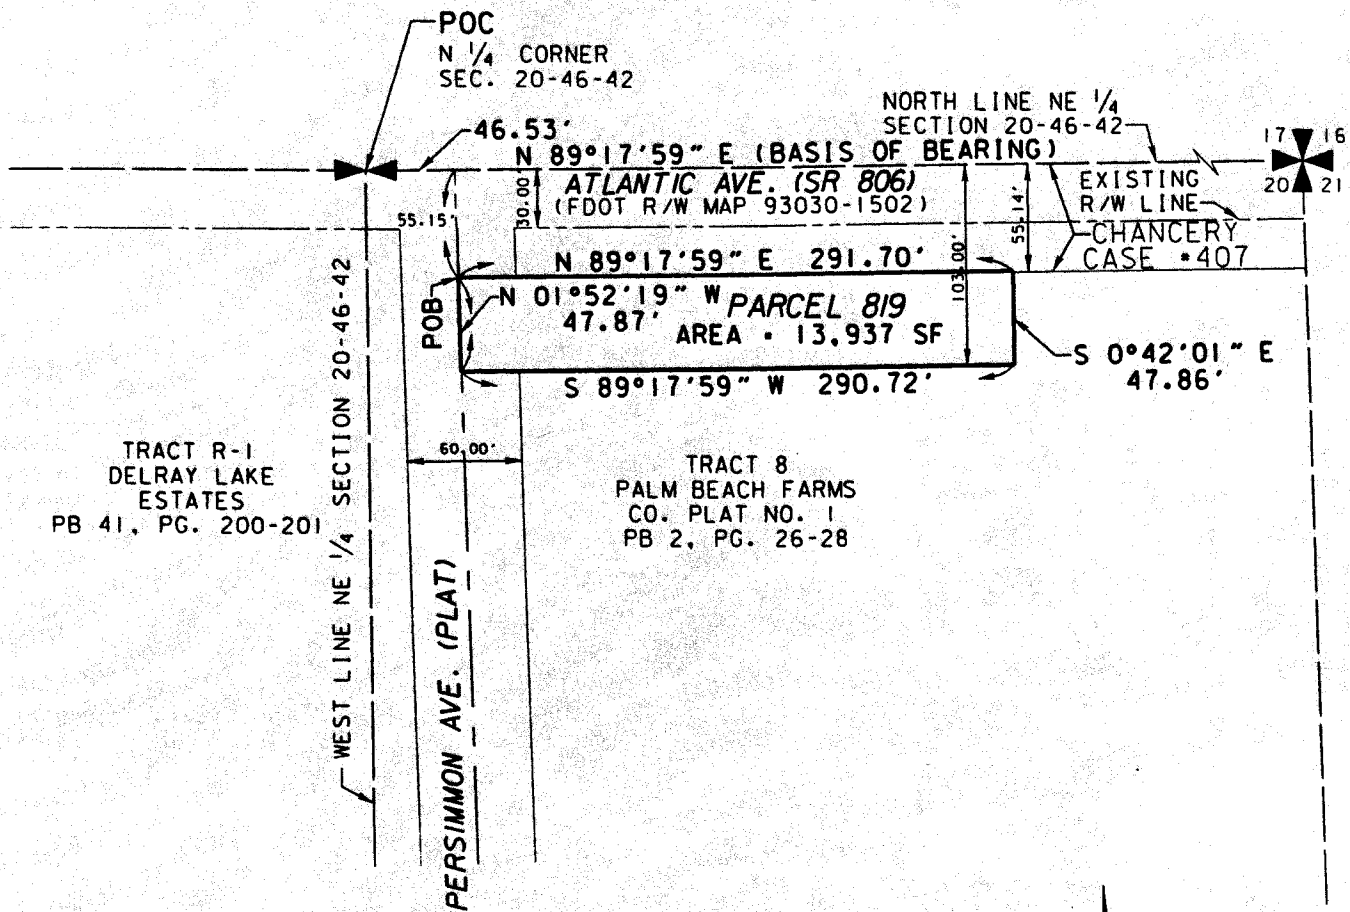 POC
N 1/4 CORNER
SEC. 20-46-42
46.53'
NORTH LINE NE 1/4
SECTION 20-46-42
17 16
20 21
N 89°17'59" E (BASIS OF BEARING)
ATLANTIC AVE. (SR 806)
(FDOT R/W MAP 93030-1502)
30.00'
55.15'
55.14'
103.00'
EXISTING
R/W LINE
CHANCERY
CASE #407
N 89°17'59" E 291.70'
POB
N 01°52'19" W
47.87'
PARCEL 819
AREA = 13,937 SF
S 0°42'01" E
47.86'
S 89°17'59" W 290.72'
60.00'
TRACT R-1
DELRAY LAKE
ESTATES
PB 41, PG. 200-201
WEST LINE NE 1/4 SECTION 20-46-42
PERSIMMON AVE. (PLAT)
TRACT 8
PALM BEACH FARMS
CO. PLAT NO. 1
PB 2, PG. 26-28